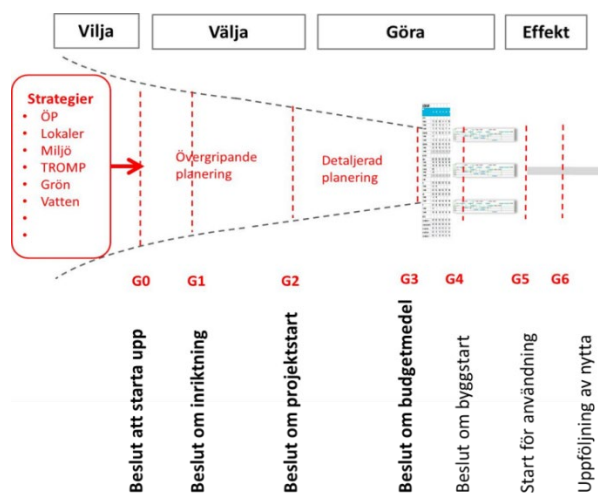 Vilja
Välja
Göra
Effekt
Strategier
• ÖP
• Lokaler
• Miljö
• TROMP
• Grön
• Vatten
•
•
Övergripande
planering
Detaljerad
planering
G0
G1
G2
G3
G4
G5
G6
Beslut att starta upp
Beslut om inriktning
Beslut om projektstart
Beslut om budgetmedel
Beslut om byggstart
Start för användning
Uppföljning av nytta